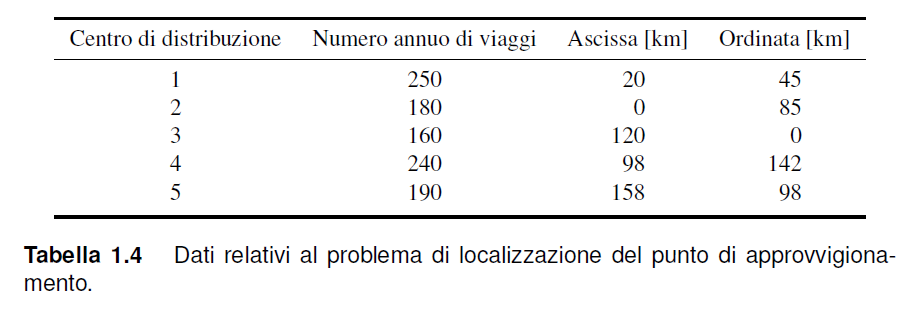 Centro di distribuzione Numero annuo di viaggi Ascissa [km] Ordinata [km]
1 250 20 45
2 180 0 85
3 160 120 0
4 240 98 142
5 190 158 98
Tabella 1.4 Dati relativi al problema di localizzazione del punto di approvvigiona-
mento.